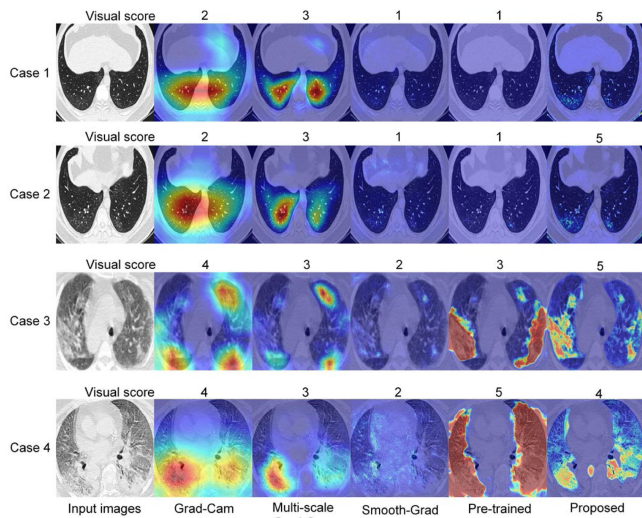 Visual score 2 3 1 1 5
Case 1
Visual score 2 3 1 1 5
Case 2
Visual score 4 3 2 3 5
Case 3
Visual score 4 3 2 5 4
Case 4
Input images Grad-Cam Multi-scale Smooth-Grad Pre-trained Proposed